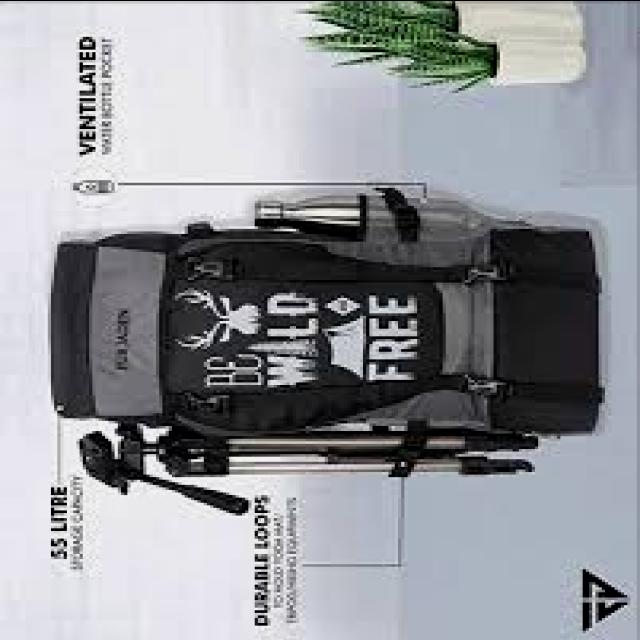 VENTILATED
WATER BOTTLE POCKET
BE
WILD
&
FREE
55 LITRE
STORAGE CAPACITY
DURABLE LOOPS